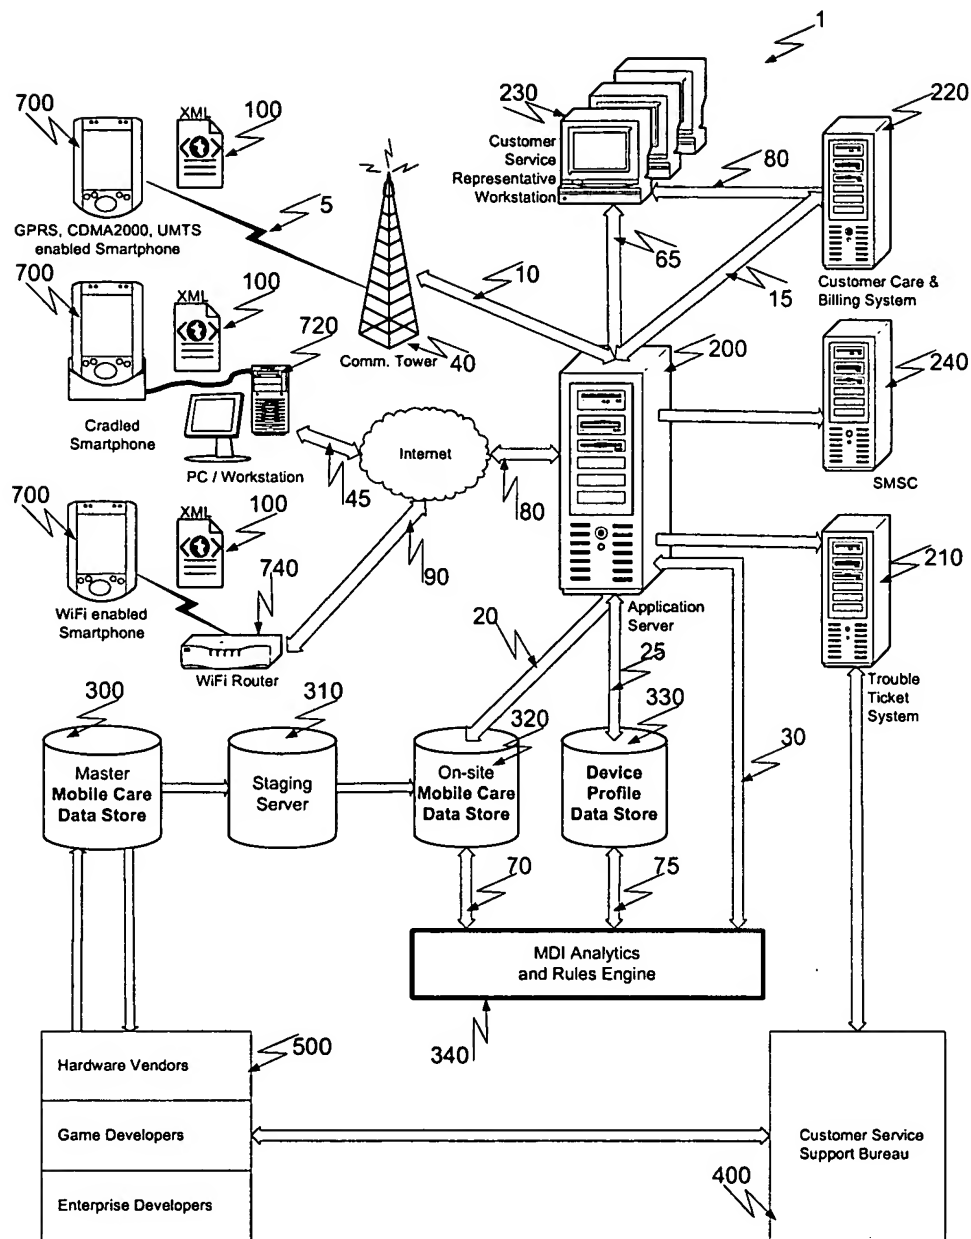 1
700
XML
100
230
Customer
Service
Representative
Workstation
220
80
5
GPRS, CDMA2000, UMTS
enabled Smartphone
65
10
15
Customer Care &
Billing System
700
XML
100
720
Comm. Tower
40
200
240
Cradled
Smartphone
PC / Workstation
Internet
45
80
SMSC
700
XML
100
740
90
210
WiFi enabled
Smartphone
WiFi Router
20
Application
Server
25
Trouble
Ticket
System
300
310
320
330
30
Master
Mobile Care
Data Store
Staging
Server
On-site
Mobile Care
Data Store
Device
Profile
Data Store
70
75
MDI Analytics
and Rules Engine
340
500
Hardware Vendors
Game Developers
Enterprise Developers
Customer Service
Support Bureau
400